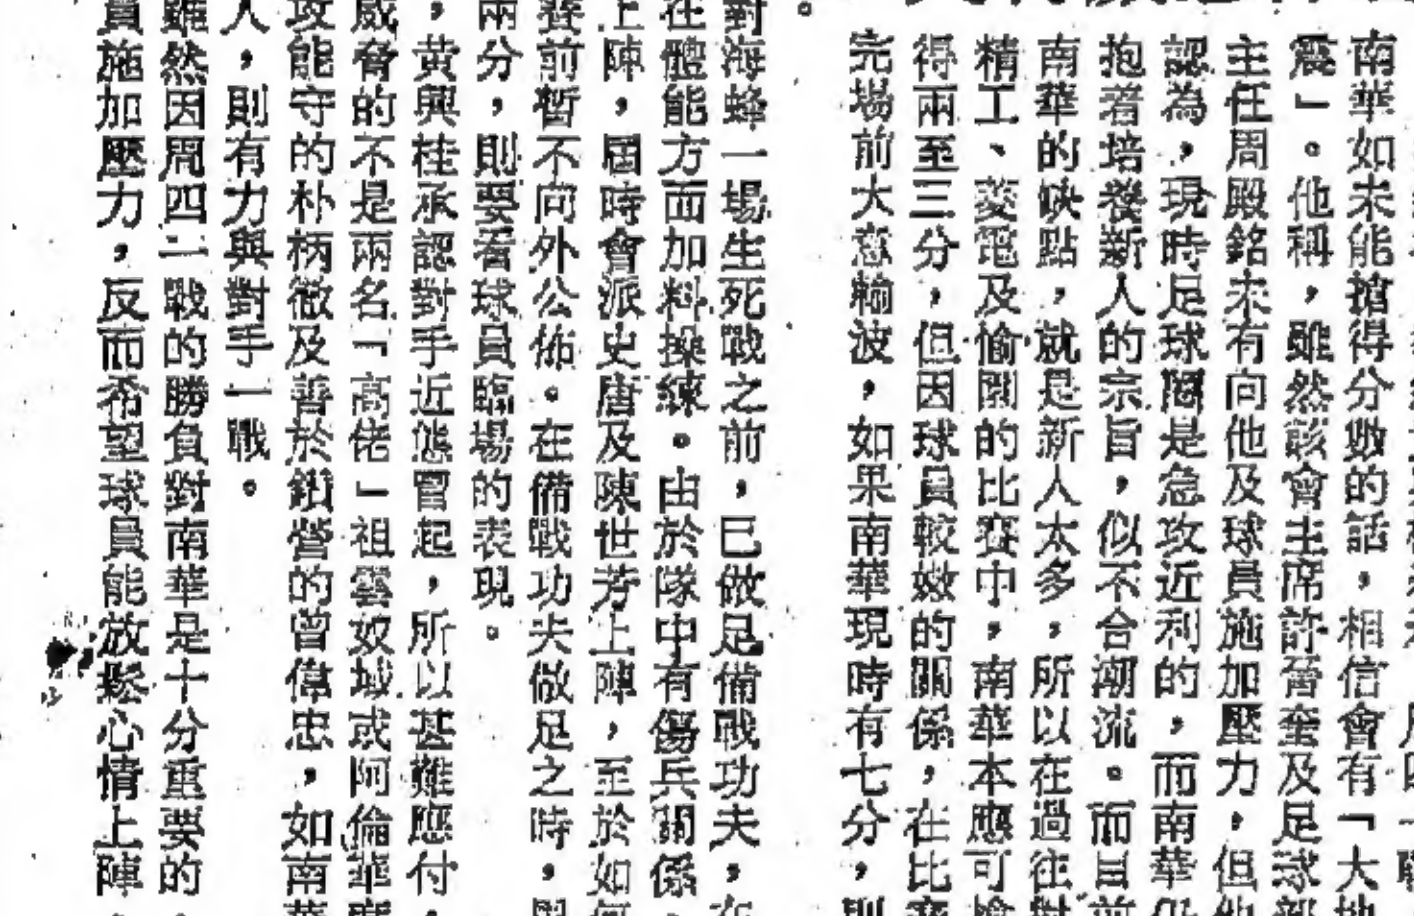 南華如未能搶得分數的話，相信會有「大地
震」。他稱，雖然該會主席許晉奎及足球部
主任周殿銘未有向他及球員施加壓力，但他
認為，現時足球圈是急攻近利的，而南華仍
抱着培養新人的宗旨，似不合潮流。而目前
南華的缺點，就是新人太多，所以在過往對
精工、菱電及愉園的比賽中，南華本應可搶
得兩至三分，但因球員較嫩的關係，在比賽
完場前大意輸波，如果南華現時有七分，則
對海蜂一場生死戰之前，已做足備戰功夫，在
在體能方面加料操練。由於隊中有傷兵關係，
上陣，屆時會派史唐及陳世芳上陣，至於如何
賽前暫不向外公佈。在備戰功夫做足之時，與
兩分，則要看球員臨場的表現。
，黃興桂承認對手近態冒起，所以甚難應付，
威脅的不是兩名「高佬」祖雲奴域或阿倫華度
攻能守的朴柄徹及善於鑽營的曾偉忠，如南華
人，則有力與對手一戰。
雖然因周四一戰的勝負對南華是十分重要的，
員施加壓力，反而希望球員能放鬆心情上陣，